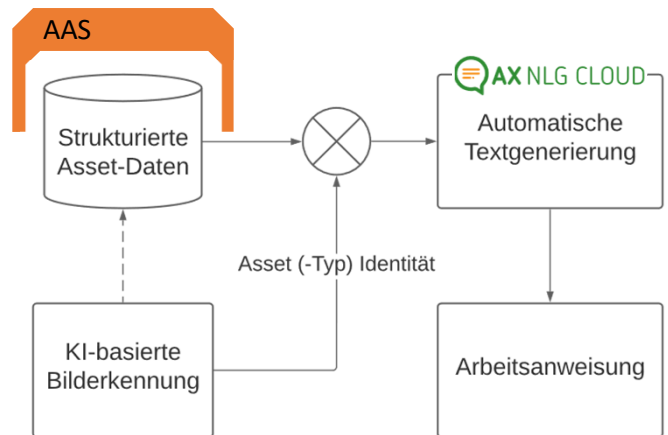 AAS
Strukturierte
Asset-Daten
AX NLG CLOUD
Automatische
Textgenerierung
Asset (-Typ) Identität
KI-basierte
Bilderkennung
Arbeitsanweisung